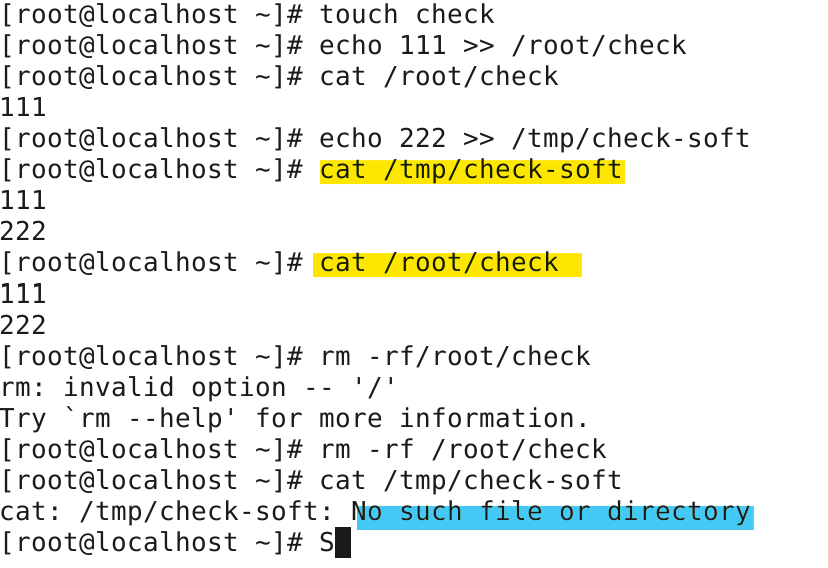 [root@localhost ~]# touch check
[root@localhost ~]# echo 111 >> /root/check
[root@localhost ~]# cat /root/check
111
[root@localhost ~]# echo 222 >> /tmp/check-soft
[root@localhost ~]# cat /tmp/check-soft
111
222
[root@localhost ~]# cat /root/check
111
222
[root@localhost ~]# rm -rf/root/check
rm: invalid option -- '/'
Try `rm --help' for more information.
[root@localhost ~]# rm -rf /root/check
[root@localhost ~]# cat /tmp/check-soft
cat: /tmp/check-soft: No such file or directory
[root@localhost ~]# S